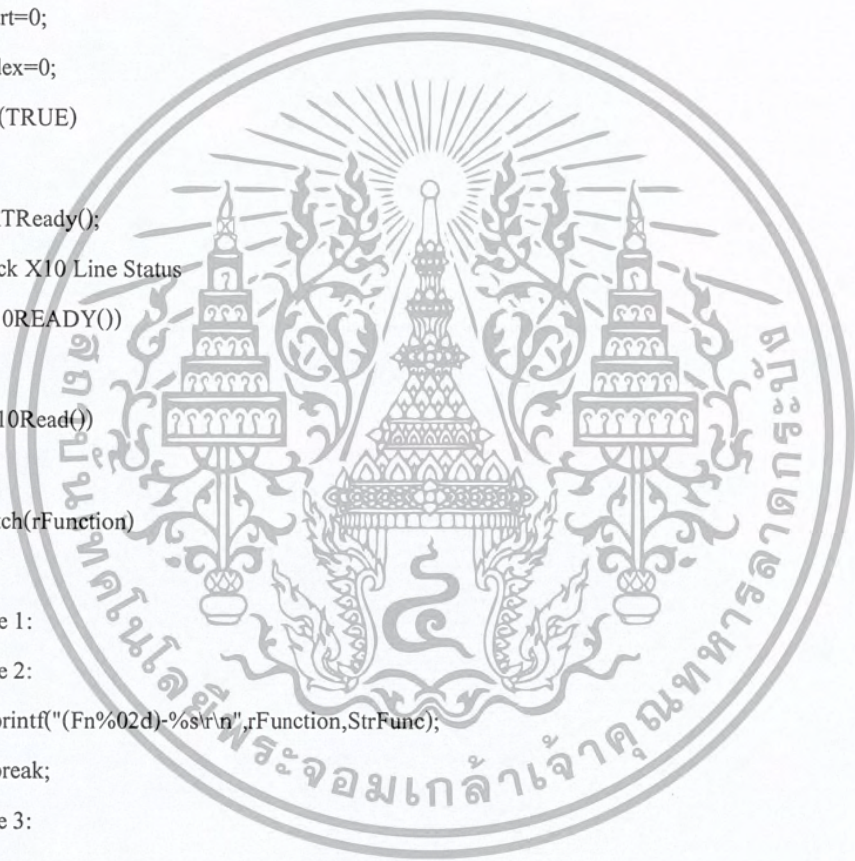 rt=0;
lex=0;
(TRUE)
TReady();
ck X10 Line Status
0READY())
10Read())
tch(rFunction)
e 1:
e 2:
printf("(Fn%02d)-%s\r\n",rFunction,StrFunc);
break;
e 3:
สถาบันเทคโนโลยีพระจอมเกล้าเจ้าคุณทหารลาดกระบัง